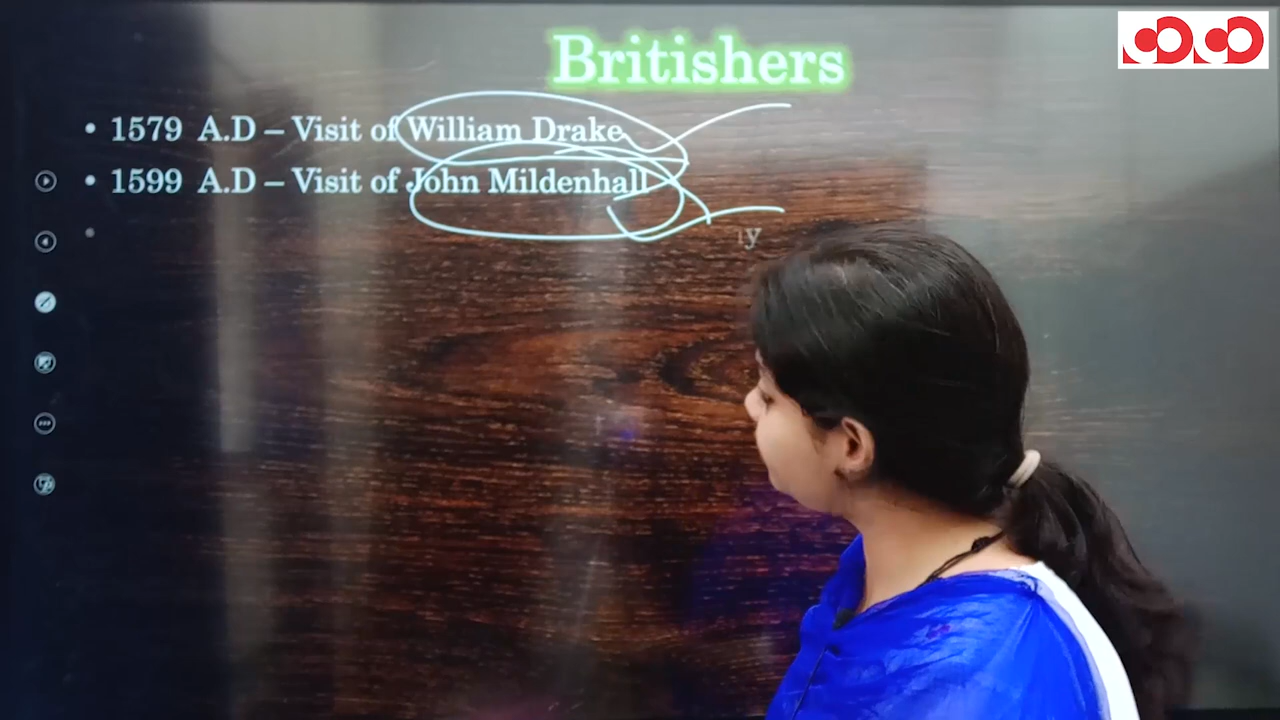 Britishers
• 1579 A.D – Visit of William Drake
• 1599 A.D – Visit of John Mildenhall